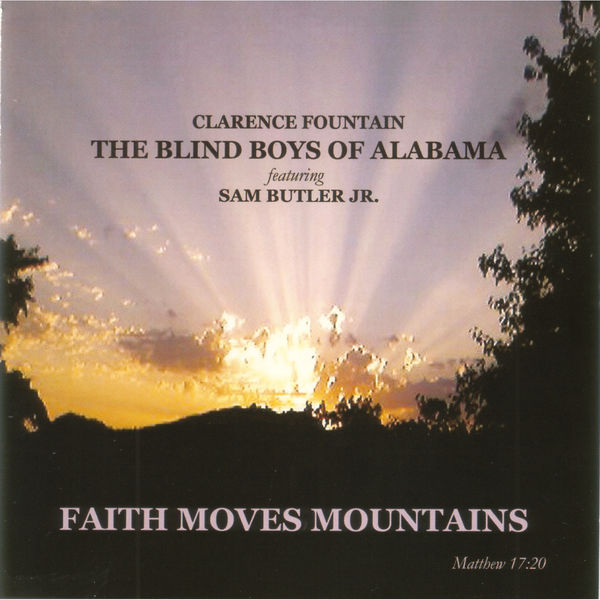 CLARENCE FOUNTAIN
THE BLIND BOYS OF ALABAMA
featuring
SAM BUTLER JR.
FAITH MOVES MOUNTAINS
Matthew 17:20